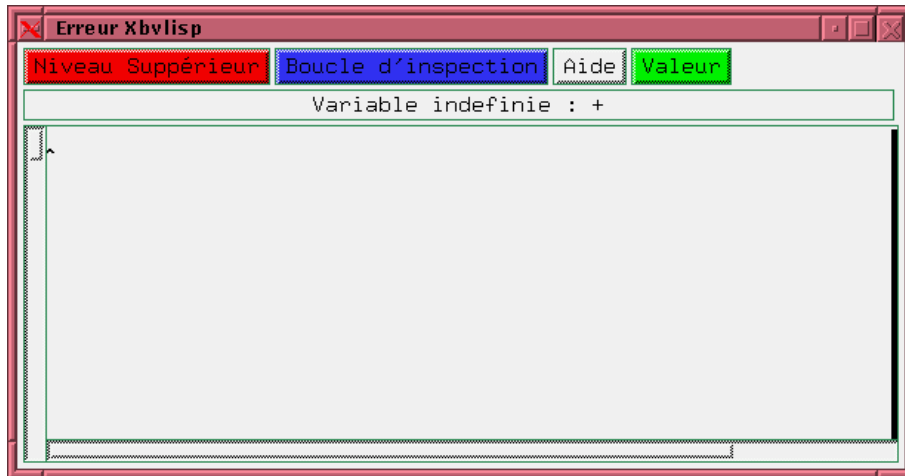 Erreur Xbvlisp
Niveau Suppérieur Boucle d'inspection Aide Valeur
Variable indefinie : +
^